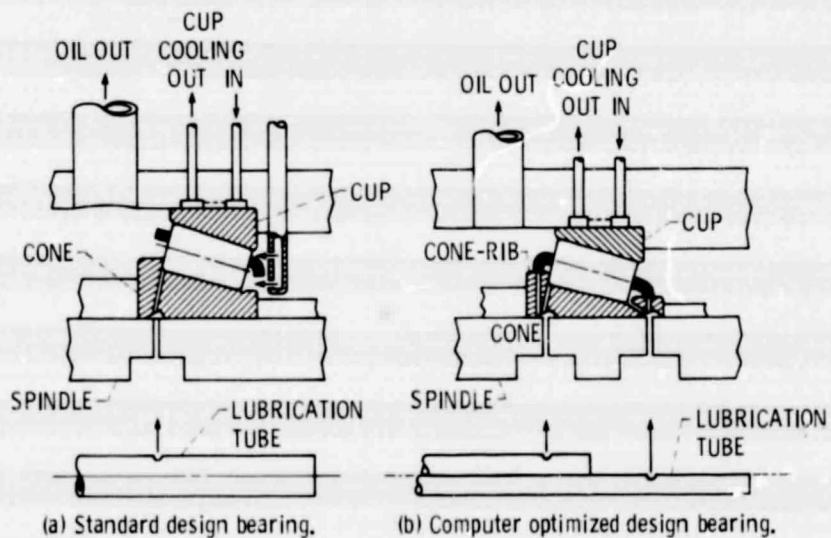 CUP
COOLING
OUT IN
OIL OUT
CUP
CONE
SPINDLE
LUBRICATION
TUBE
(a) Standard design bearing.
CUP
COOLING
OUT IN
OIL OUT
CUP
CONE-RIB
CONE
SPINDLE
LUBRICATION
TUBE
(b) Computer optimized design bearing.